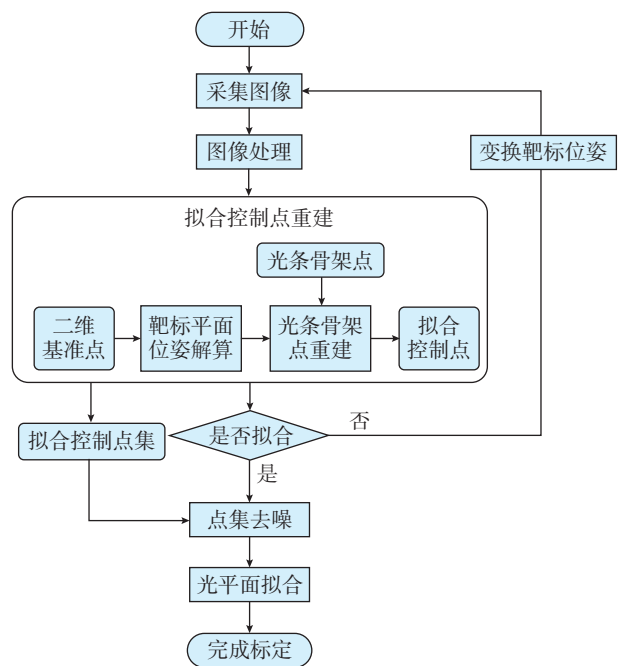 开始
采集图像
图像处理
变换靶标位姿
拟合控制点重建
光条骨架点
二维
基准点
靶标平面
位姿解算
光条骨架
点重建
拟合
控制点
拟合控制点集
是否拟合
否
是
点集去噪
光平面拟合
完成标定